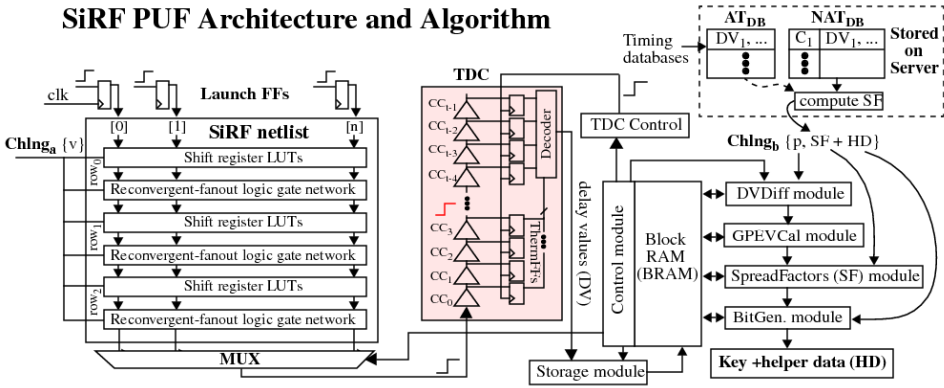 SiRF PUF Architecture and Algorithm
AT_DB
NAT_DB
DV_1, ...
C_1
DV_1, ...
Stored
on
Server
Timing
databases
compute SF
clk
Launch FFs
[0]
[1]
[n]
SiRF netlist
Chlng_a {v}
row_0
Shift register LUTs
Reconvergent-fanout logic gate network
row_1
Shift register LUTs
Reconvergent-fanout logic gate network
row_2
Shift register LUTs
Reconvergent-fanout logic gate network
MUX
TDC
CC_t-1
CC_t-2
CC_t-3
CC_t-4
CC_3
CC_2
CC_1
CC_0
Decoder
ThermFFs
delay values (DV)
TDC Control
Control module
Block
RAM
(BRAM)
Storage module
Chlng_b {p, SF + HD}
DVDiff module
GPEVCal module
SpreadFactors (SF) module
BitGen. module
Key +helper data (HD)